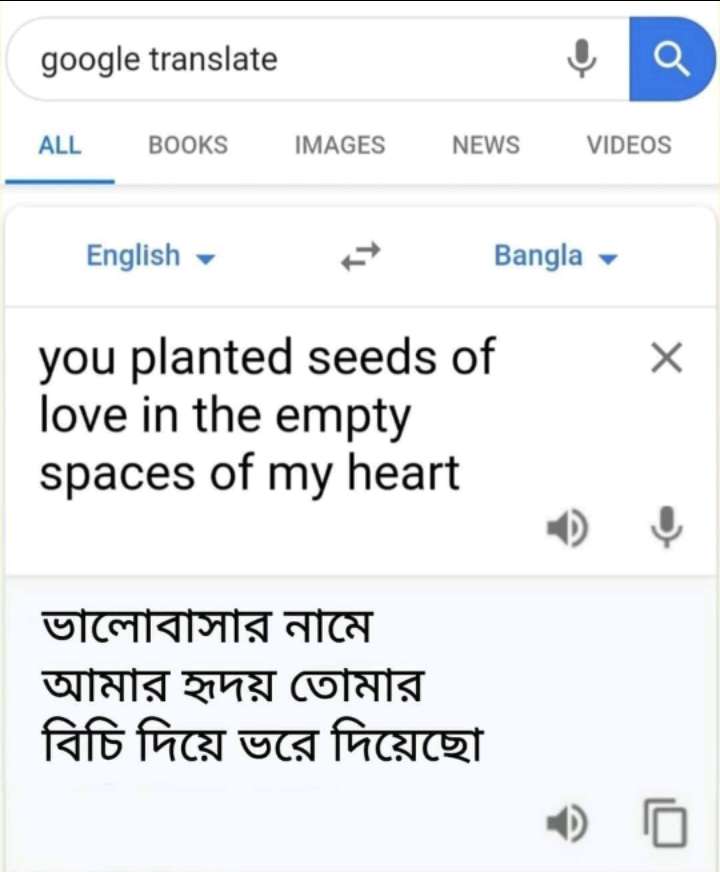 google translate
ALL BOOKS IMAGES NEWS VIDEOS
English Bangla
you planted seeds of
love in the empty
spaces of my heart
ভালোবাসার নামে
আমার হৃদয় তোমার
বিচি দিয়ে ভরে দিয়েছো